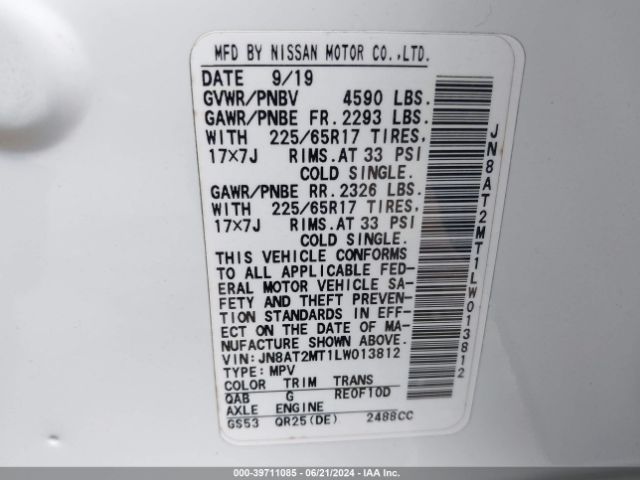 MFD BY NISSAN MOTOR CO.,LTD.
DATE 9/19
GVWR/PNBV 4590 LBS.
GAWR/PNBE FR. 2293 LBS.
WITH 225/65R17 TIRES,
17×7J RIMS.AT 33 PSI
COLD SINGLE.
GAWR/PNBE RR. 2326 LBS.
WITH 225/65R17 TIRES,
17×7J RIMS.AT 33 PSI
COLD SINGLE.
THIS VEHICLE CONFORMS
TO ALL APPLICABLE FED-
ERAL MOTOR VEHICLE SA-
FETY AND THEFT PREVEN-
TION STANDARDS IN EFF-
ECT ON THE DATE OF MA-
NUFACTURE SHOWN ABOVE.
VIN:JN8AT2MT1LW013812
TYPE:MPV
COLOR TRIM TRANS
QAB G RE0F10D
AXLE ENGINE
GS53 QR25(DE) 2488CC
JN8AT2MT1LW013812
000-39711085 - 06/21/2024 - IAA Inc.